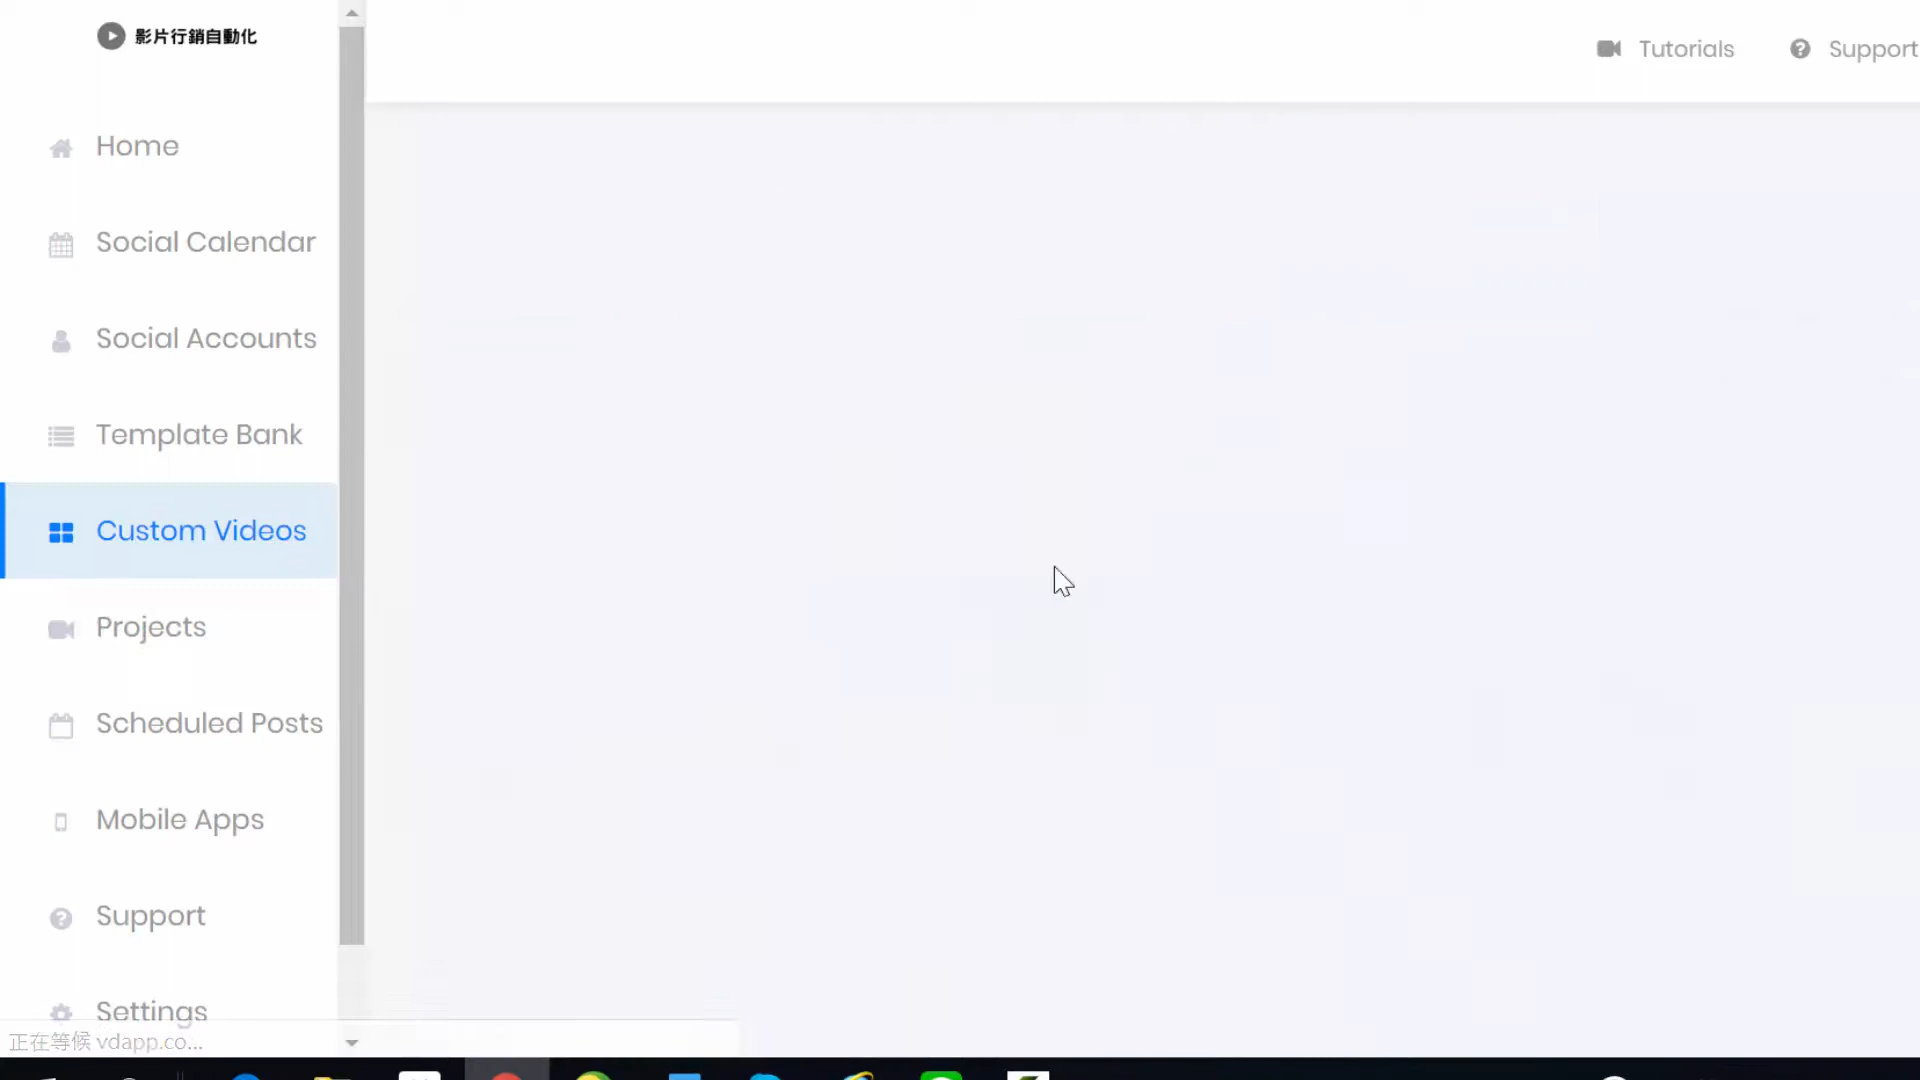 影片行銷自動化
Tutorials
Support
Home
Social Calendar
Social Accounts
Template Bank
Custom Videos
Projects
Scheduled Posts
Mobile Apps
Support
Settings
正在等候 vdapp.co...